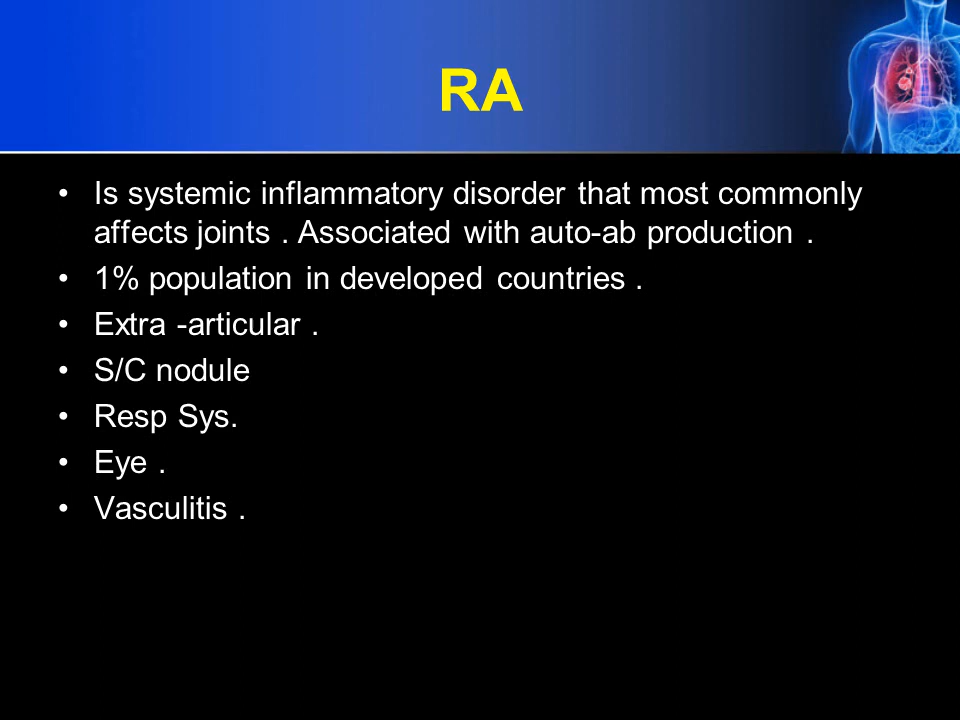 RA
• Is systemic inflammatory disorder that most commonly
affects joints . Associated with auto-ab production .
• 1% population in developed countries .
• Extra -articular .
• S/C nodule
• Resp Sys.
• Eye .
• Vasculitis .